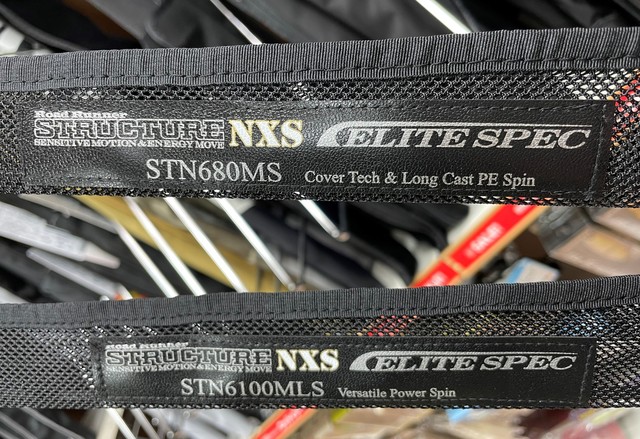 Road Runner
STRUCTURE NXS ELITE SPEC
SENSITIVE MOTION & ENERGY MOVE
STN680MS Cover Tech & Long Cast PE Spin
Road Runner
STRUCTURE NXS ELITE SPEC
SENSITIVE MOTION & ENERGY MOVE
STN6100MLS Versatile Power Spin